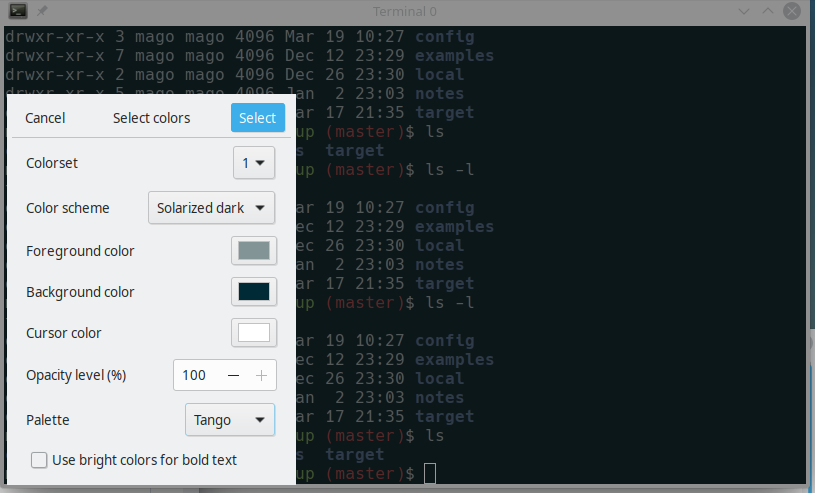 Terminal 0
drwxr-xr-x 3 mago mago 4096 Mar 19 10:27 config
drwxr-xr-x 7 mago mago 4096 Dec 12 23:29 examples
drwxr-xr-x 2 mago mago 4096 Dec 26 23:30 local
drwxr-xr-x 5 mago mago 4096 Jan  2 23:03 notes
ar 17 21:35 target
up (master)$ ls
s  target
up (master)$ ls -l
ar 19 10:27 config
ec 12 23:29 examples
ec 26 23:30 local
an  2 23:03 notes
ar 17 21:35 target
up (master)$ ls -l
ar 19 10:27 config
ec 12 23:29 examples
ec 26 23:30 local
an  2 23:03 notes
ar 17 21:35 target
up (master)$ ls
s  target
up (master)$
Cancel Select colors Select
Colorset 1
Color scheme Solarized dark
Foreground color
Background color
Cursor color
Opacity level (%) 100 — +
Palette Tango
Use bright colors for bold text